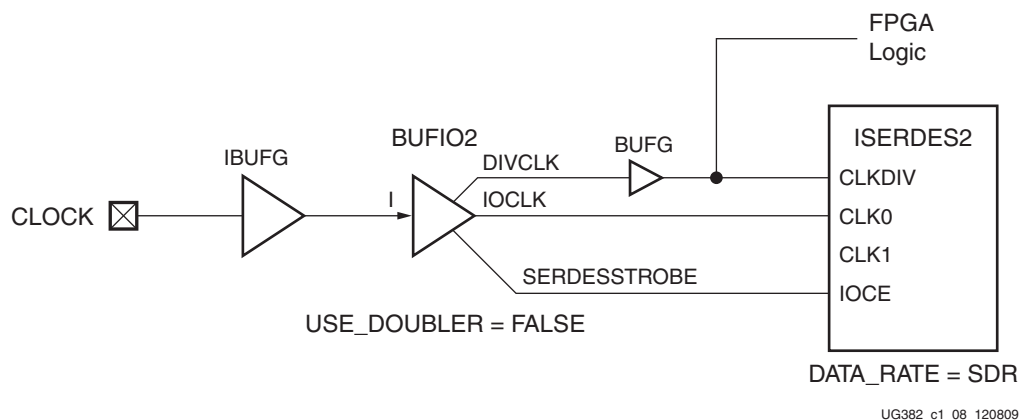 FPGA
Logic
BUFIO2
ISERDES2
IBUFG
DIVCLK
BUFG
CLKDIV
CLOCK
I
IOCLK
CLK0
CLK1
SERDESSTROBE
IOCE
USE_DOUBLER = FALSE
DATA_RATE = SDR
UG382_c1_08_120809